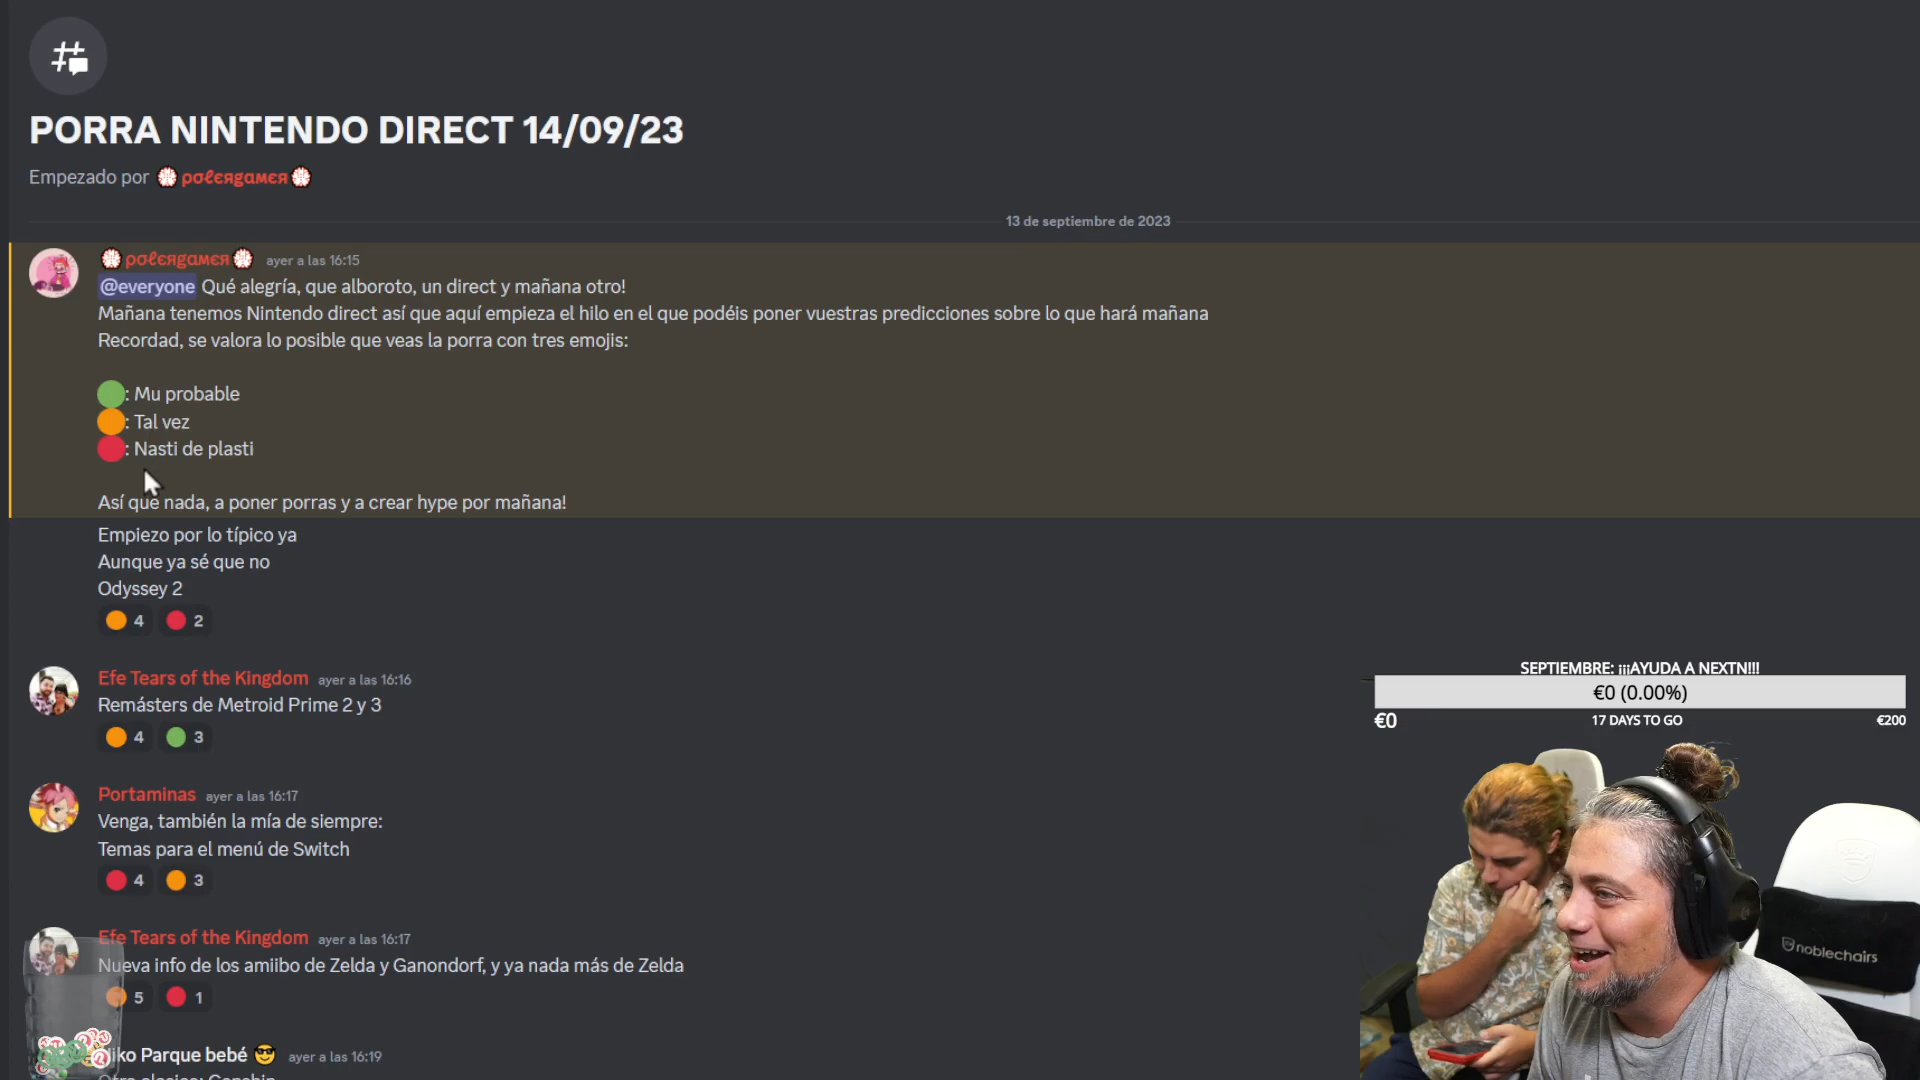 PORRA NINTENDO DIRECT 14/09/23
Empezado por ρσℓєяgαмєя
13 de septiembre de 2023
ρσℓєяgαмєя ayer a las 16:15
@everyone Qué alegría, que alboroto, un direct y mañana otro!
Mañana tenemos Nintendo direct así que aquí empieza el hilo en el que podéis poner vuestras predicciones sobre lo que hará mañana
Recordad, se valora lo posible que veas la porra con tres emojis:
: Mu probable
: Tal vez
: Nasti de plasti
Así que nada, a poner porras y a crear hype por mañana!
Empiezo por lo típico ya
Aunque ya sé que no
Odyssey 2
4 2
Efe Tears of the Kingdom ayer a las 16:16
Remásters de Metroid Prime 2 y 3
4 3
Portaminas ayer a las 16:17
Venga, también la mía de siempre:
Temas para el menú de Switch
4 3
Efe Tears of the Kingdom ayer a las 16:17
Nueva info de los amiibo de Zelda y Ganondorf, y ya nada más de Zelda
5 1
iko Parque bebé 😎 ayer a las 16:19
SEPTIEMBRE: ¡¡¡AYUDA A NEXTN!!!
€0 (0.00%)
€0 17 DAYS TO GO €200
noblechairs